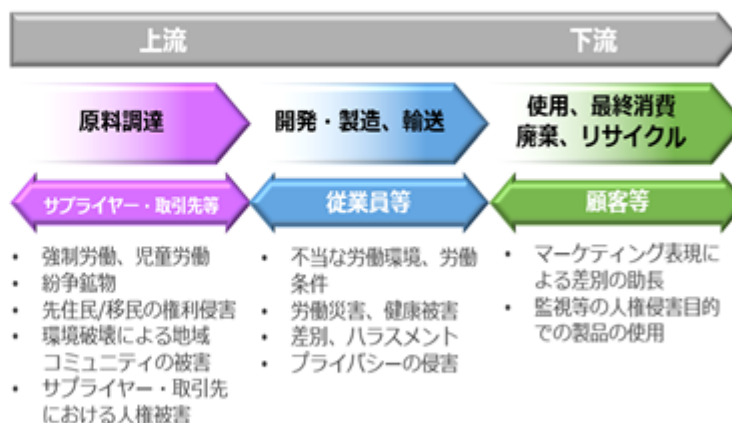 上流
下流
原料調達
開発・製造、輸送
使用、最終消費
廃棄、リサイクル
サプライヤー・取引先等
従業員等
顧客等
• 強制労働、児童労働
• 紛争鉱物
• 先住民/移民の権利侵害
• 環境破壊による地域
コミュニティの被害
• サプライヤー・取引先
における人権被害
• 不当な労働環境、労働
条件
• 労働災害、健康被害
• 差別、ハラスメント
• プライバシーの侵害
• マーケティング表現に
よる差別の助長
• 監視等の人権侵害目的
での製品の使用